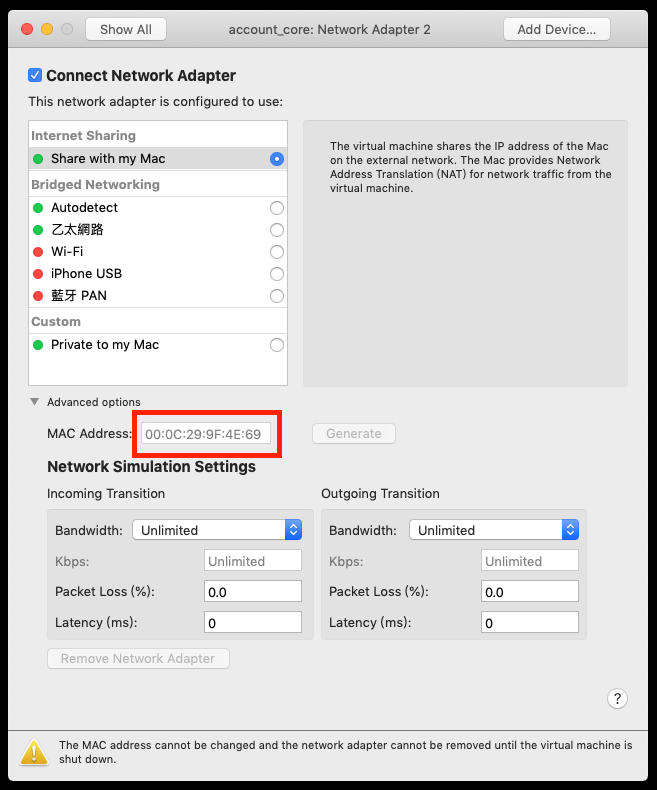 Show All
account_core: Network Adapter 2
Add Device...
Connect Network Adapter
This network adapter is configured to use:
Internet Sharing
Share with my Mac
Bridged Networking
Autodetect
乙太網路
Wi-Fi
iPhone USB
藍牙 PAN
Custom
Private to my Mac
The virtual machine shares the IP address of the Mac
on the external network. The Mac provides Network
Address Translation (NAT) for network traffic from the
virtual machine.
Advanced options
MAC Address: 00:0C:29:9F:4E:69 Generate
Network Simulation Settings
Incoming Transition
Bandwidth: Unlimited
Kbps: Unlimited
Packet Loss (%): 0.0
Latency (ms): 0
Outgoing Transition
Bandwidth: Unlimited
Kbps: Unlimited
Packet Loss (%): 0.0
Latency (ms): 0
Remove Network Adapter
?
The MAC address cannot be changed and the network adapter cannot be removed until the virtual machine is
shut down.